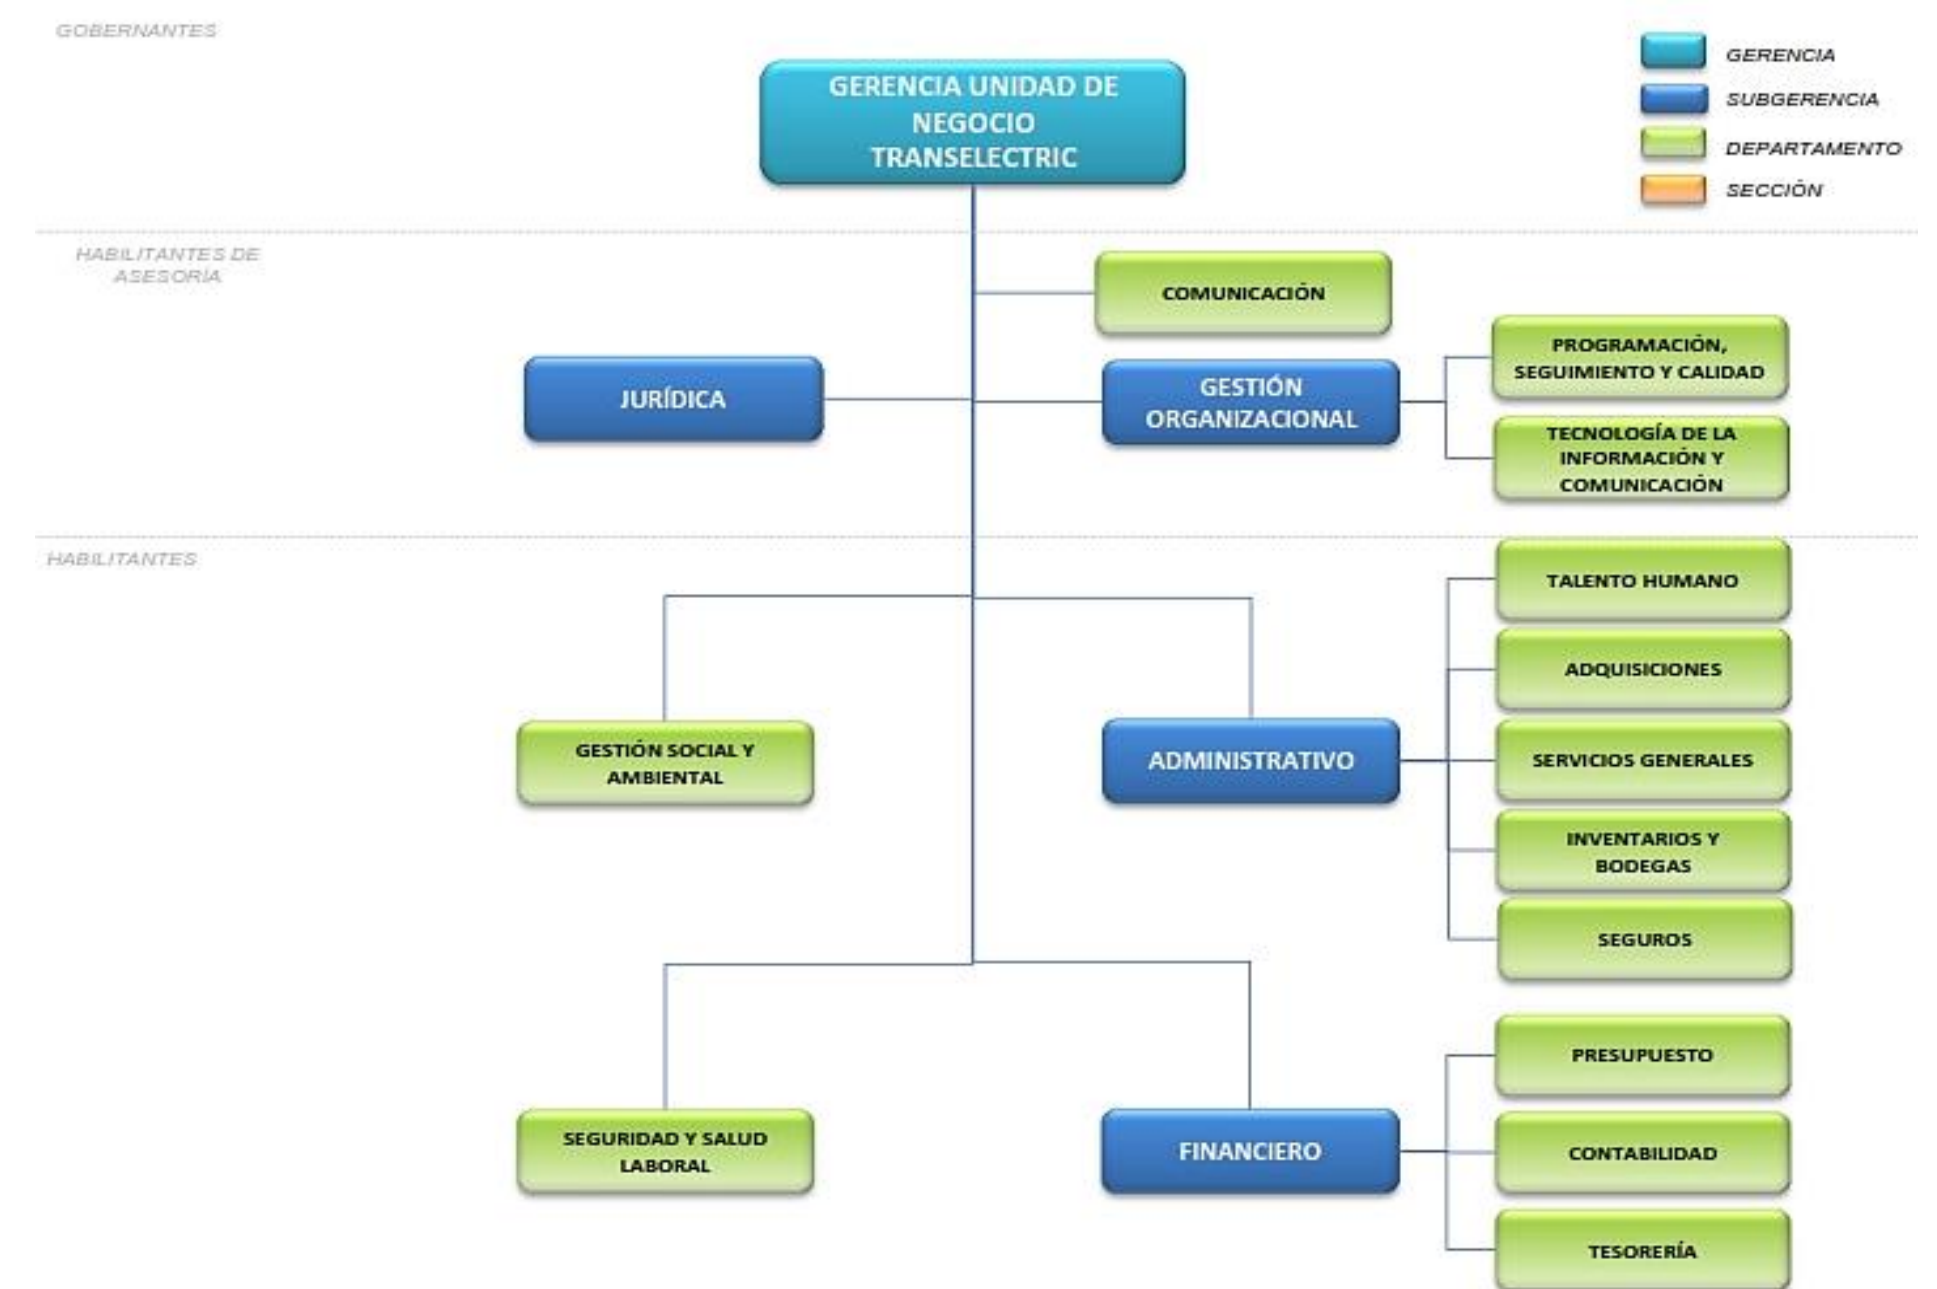 GOBERNANTES
GERENCIA UNIDAD DE
NEGOCIO
TRANSELECTRIC
GERENCIA
SUBGERENCIA
DEPARTAMENTO
SECCIÓN
HABILITANTES DE
ASESORÍA
COMUNICACIÓN
JURÍDICA
GESTIÓN
ORGANIZACIONAL
PROGRAMACIÓN,
SEGUIMIENTO Y CALIDAD
TECNOLOGÍA DE LA
INFORMACIÓN Y
COMUNICACIÓN
HABILITANTES
GESTIÓN SOCIAL Y
AMBIENTAL
ADMINISTRATIVO
TALENTO HUMANO
ADQUISICIONES
SERVICIOS GENERALES
INVENTARIOS Y
BODEGAS
SEGUROS
SEGURIDAD Y SALUD
LABORAL
FINANCIERO
PRESUPUESTO
CONTABILIDAD
TESORERÍA